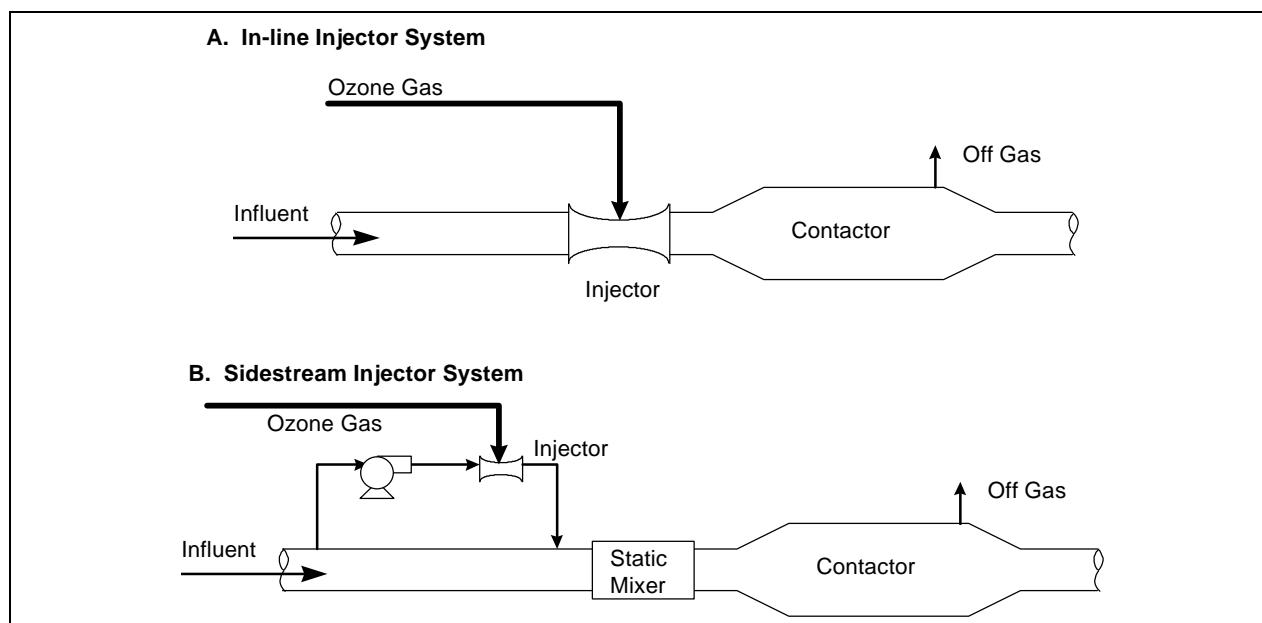 A. In-line Injector System
Ozone Gas
Off Gas
Influent
Contactor
Injector
B. Sidestream Injector System
Ozone Gas
Injector
Off Gas
Influent
Static
Mixer
Contactor